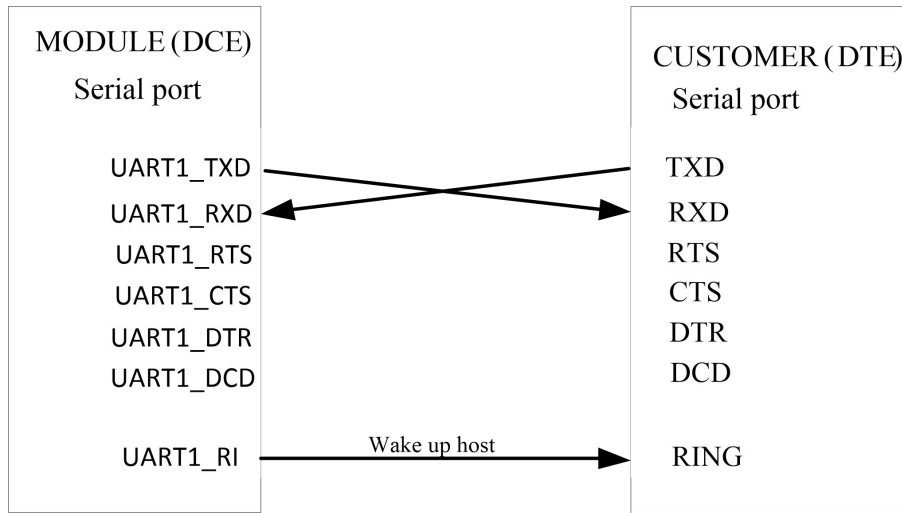 MODULE (DCE)
Serial port
UART1_TXD
UART1_RXD
UART1_RTS
UART1_CTS
UART1_DTR
UART1_DCD
UART1_RI
Wake up host
CUSTOMER ( DTE)
Serial port
TXD
RXD
RTS
CTS
DTR
DCD
RING